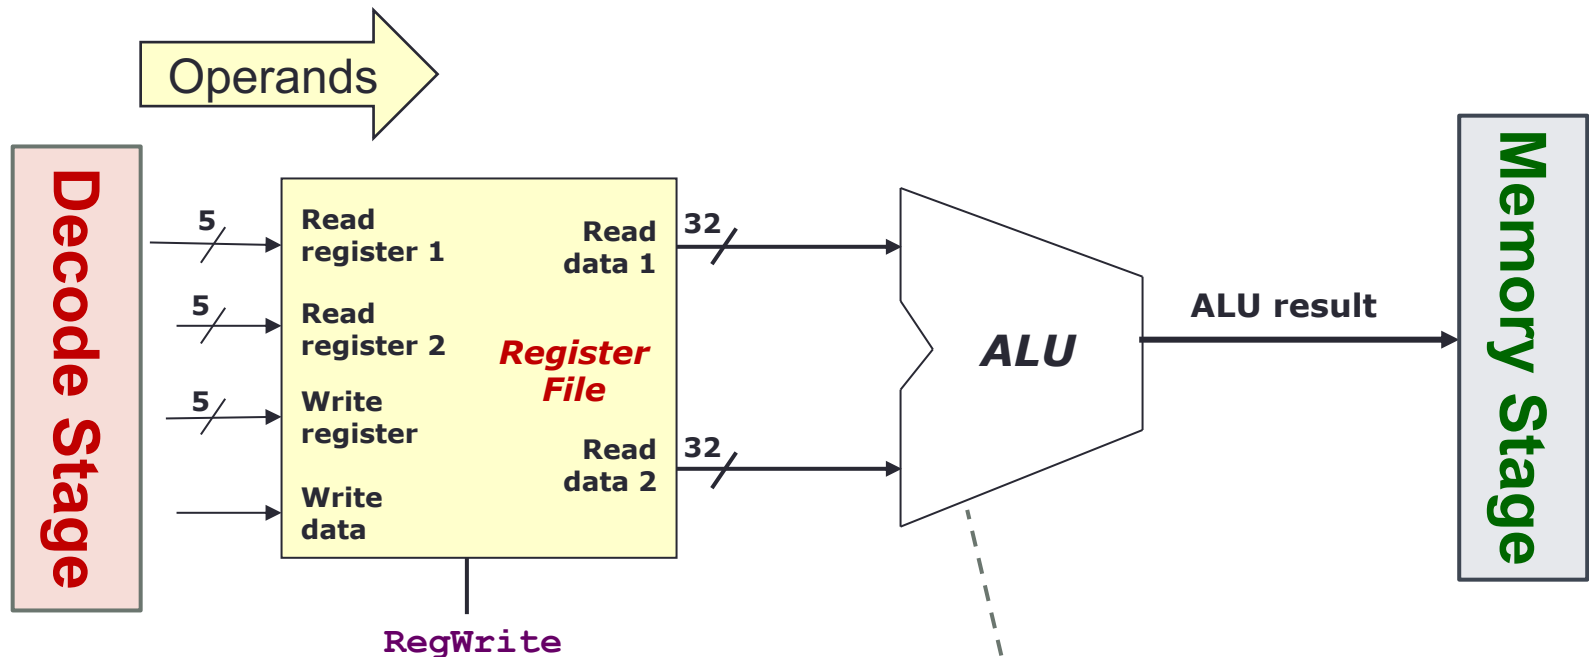 Operands
Decode Stage
5
Read
register 1
5
Read
register 2
5
Write
register
Write
data
Register
File
Read
data 1
Read
data 2
32
32
RegWrite
ALU
ALU result
Memory Stage